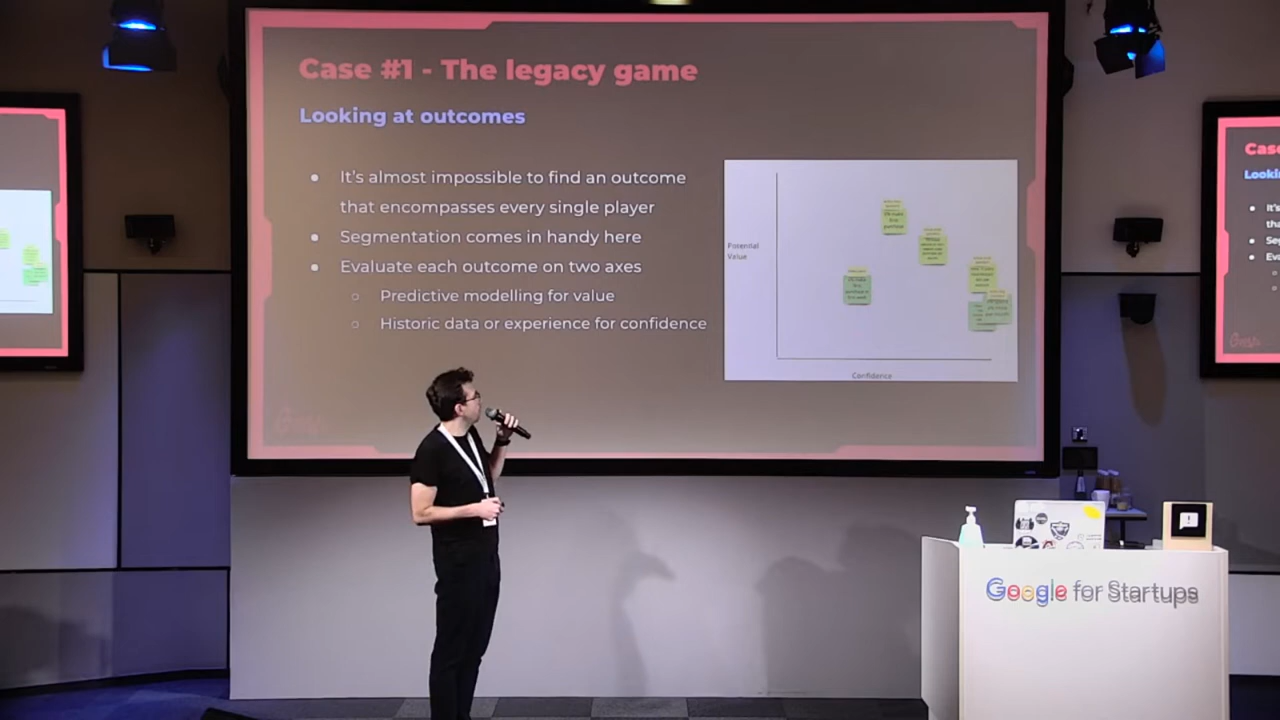 Case #1 - The legacy game
Looking at outcomes
It's almost impossible to find an outcome
that encompasses every single player
Segmentation comes in handy here
Evaluate each outcome on two axes
Predictive modelling for value
Historic data or experience for confidence
Potential
Value
Confidence
Google for Startups